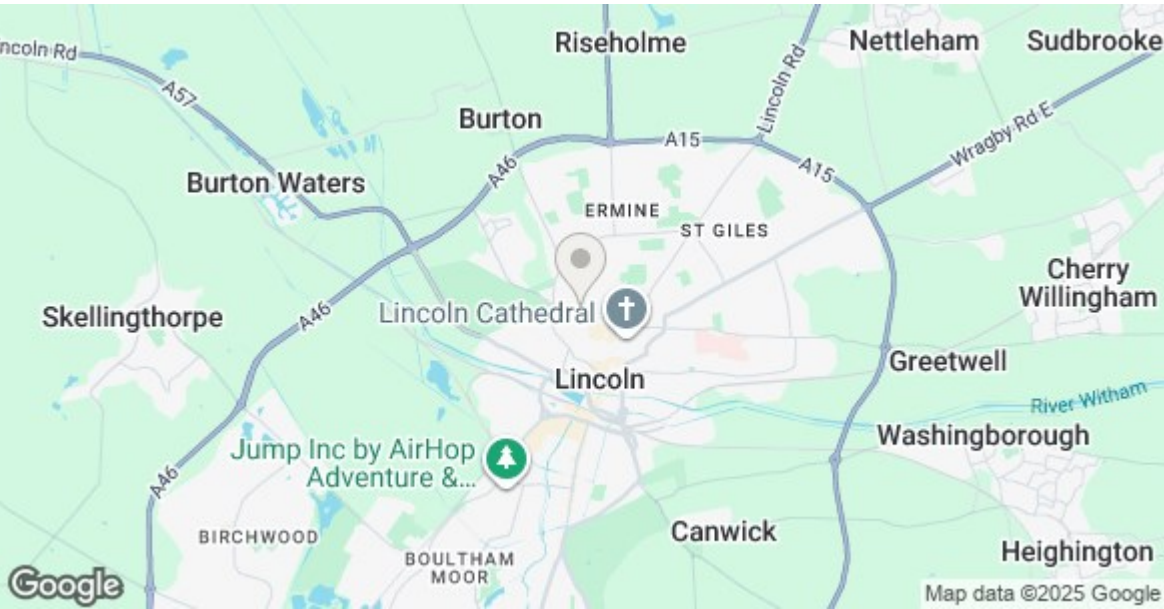 ncoln Rd
A57
Riseholme
Nettleham
Sudbrooke
Lincoln Rd
Burton
A15
Wragby Rd E
A46
A15
Burton Waters
ERMINE
ST GILES
Cherry
Willingham
Skellingthorpe
A46
Lincoln Cathedral
Greetwell
Lincoln
River Witham
Washingborough
Jump Inc by AirHop
Adventure &...
A46
BIRCHWOOD
Canwick
BOULTHAM
MOOR
Heighington
Google
Map data ©2025 Google